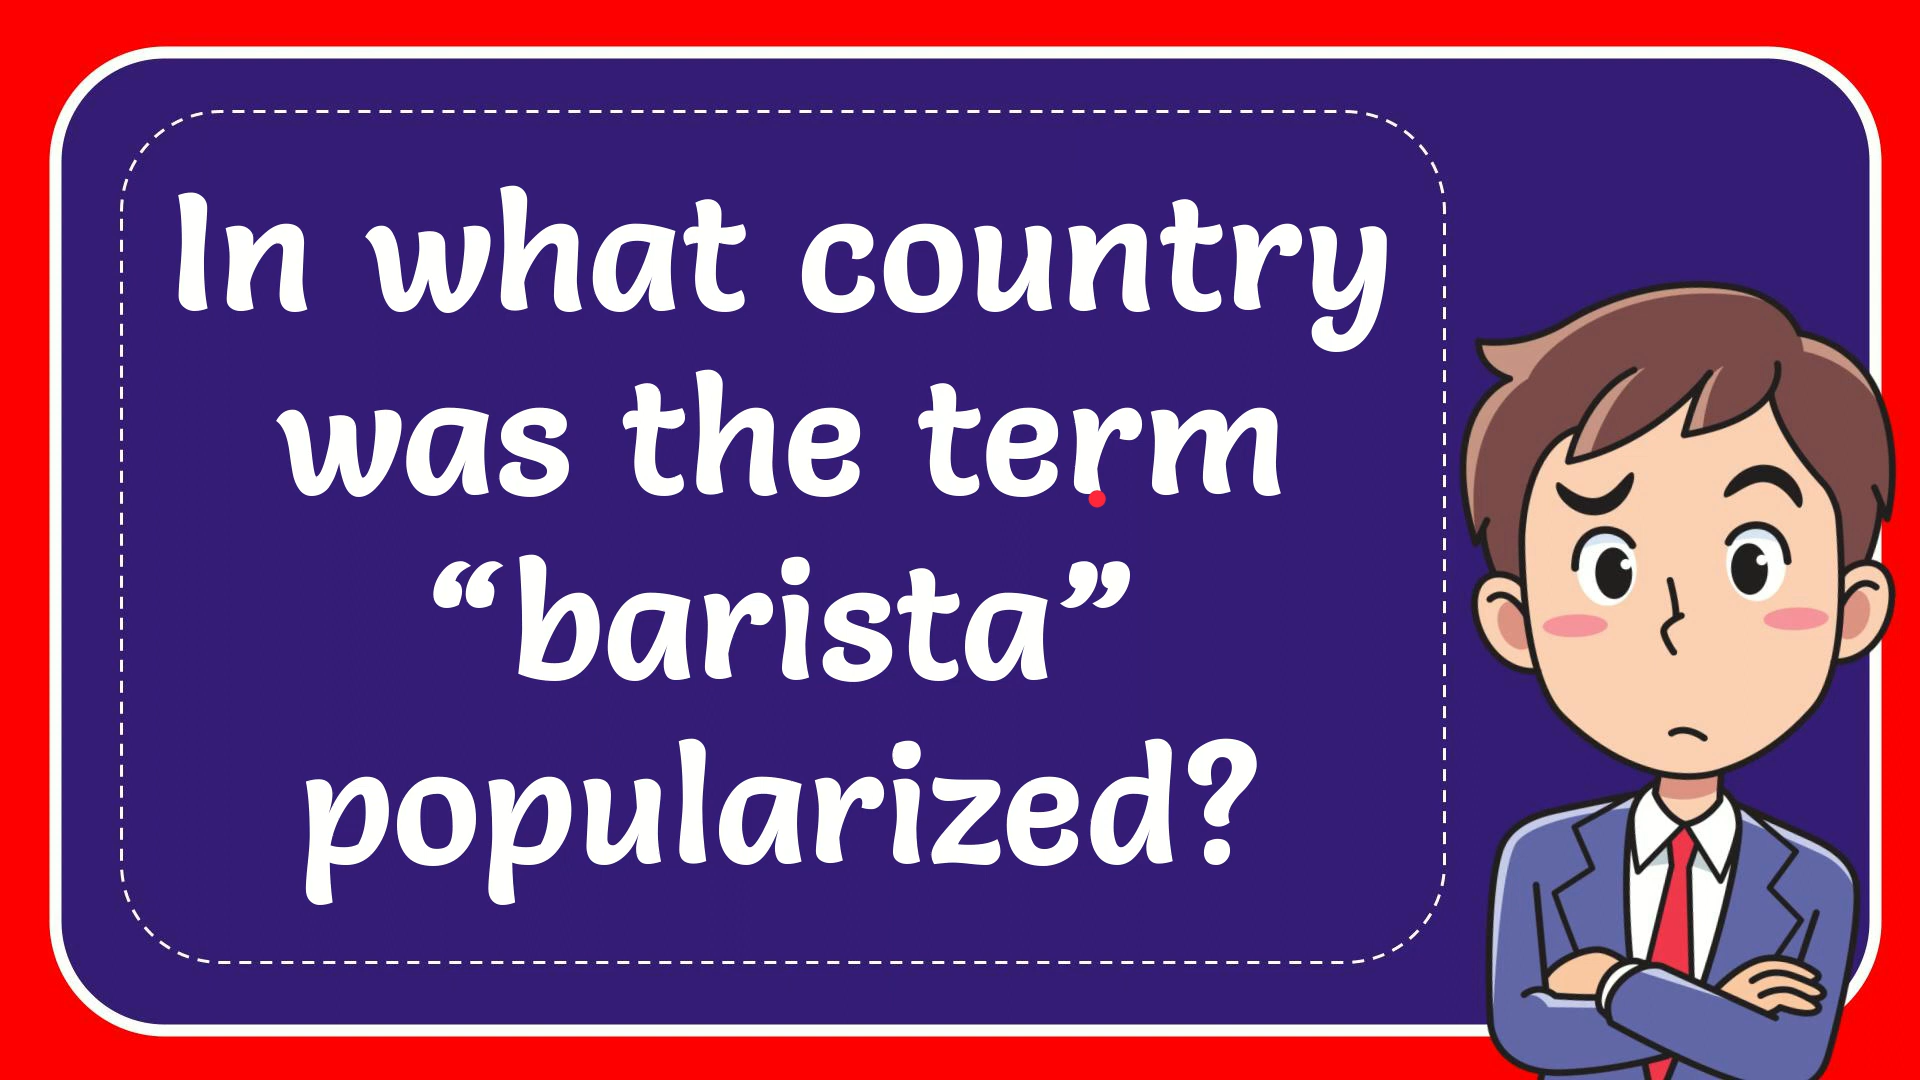 In what country
was the term
“barista”
popularized?